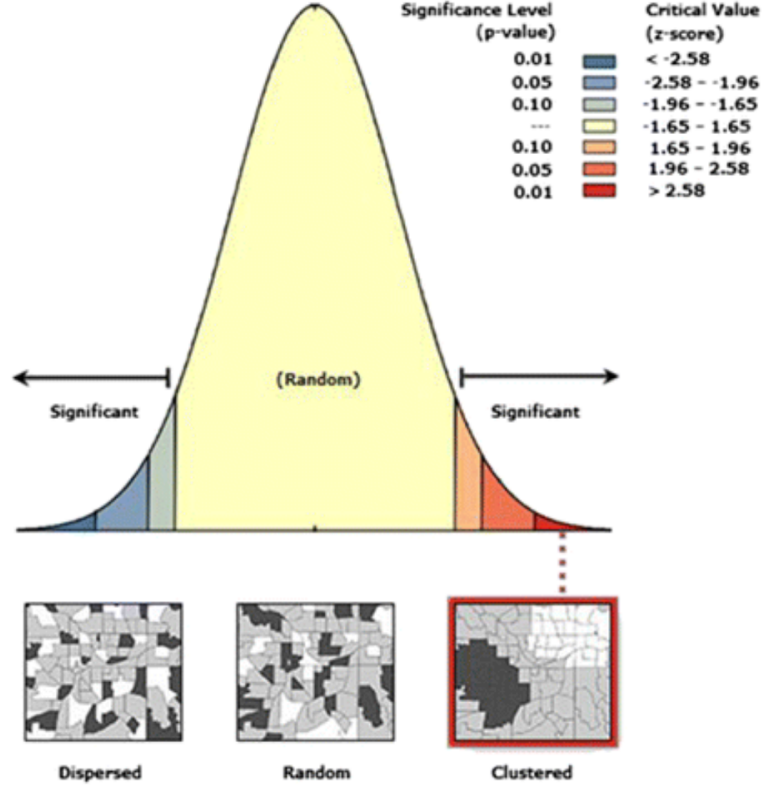 Significance Level
(p-value)
Critical Value
(z-score)
0.01 < -2.58
0.05 -2.58 - -1.96
0.10 -1.96 - -1.65
--- -1.65 - 1.65
0.10 1.65 - 1.96
0.05 1.96 - 2.58
0.01 > 2.58
(Random)
Significant
Significant
Dispersed
Random
Clustered